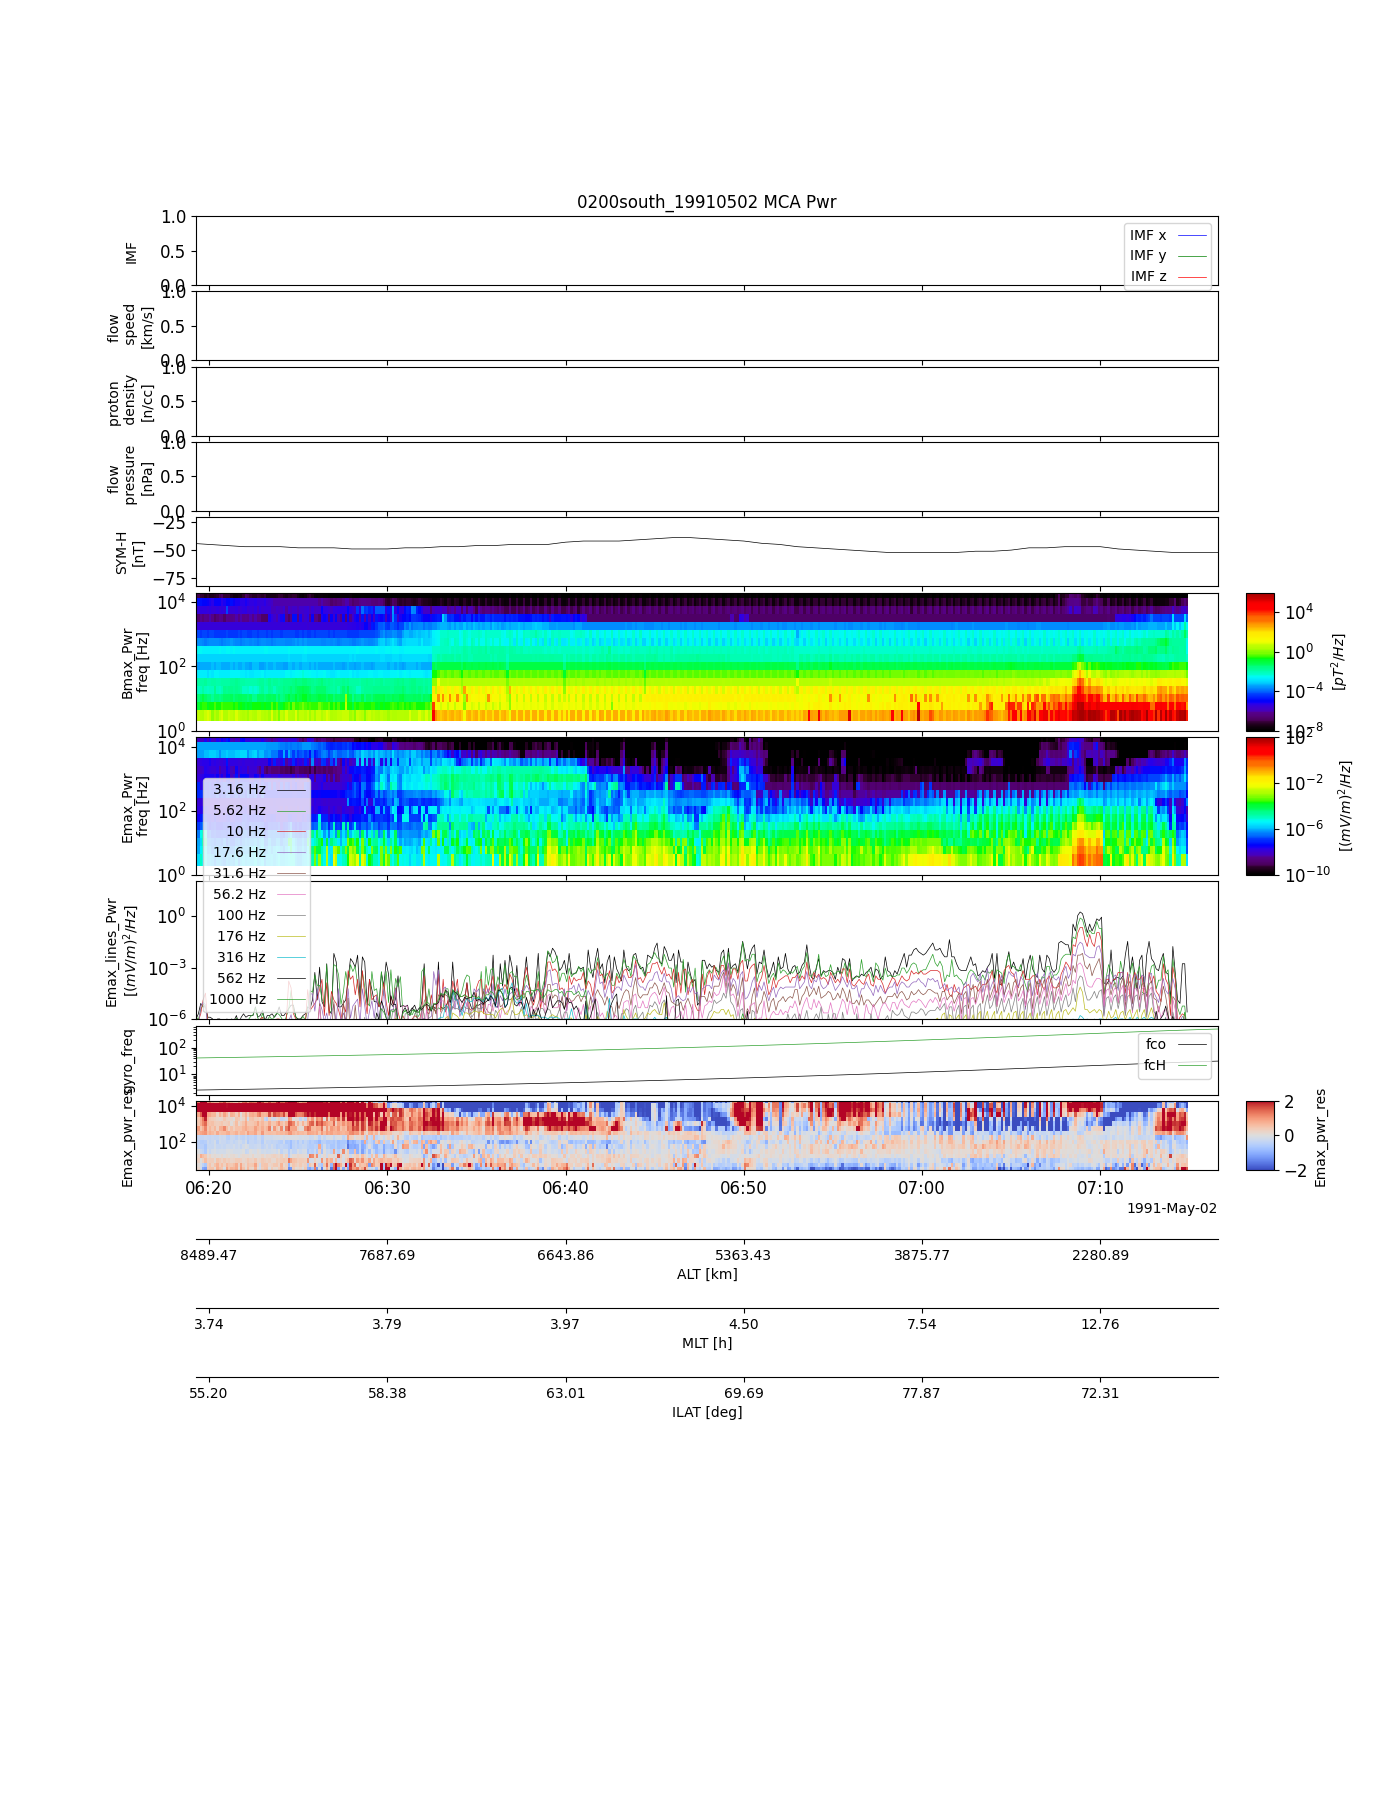 0200south_19910502 MCA Pwr
1.0
0.5
0.0
IMF
IMF x
IMF y
IMF z
1.0
0.5
0.0
flow
speed
[km/s]
1.0
0.5
0.0
proton
density
[n/cc]
1.0
0.5
0.0
flow
pressure
[nPa]
−25
−50
−75
SYM-H
[nT]
10^4
10^2
10^0
Bmax_Pwr
freq [Hz]
10^4
10^0
10^−4
10^−8
[pT^2/Hz]
10^4
10^2
10^0
Emax_Pwr
freq [Hz]
10^2
10^−2
10^−6
10^−10
[(mV/m)^2/Hz]
3.16 Hz
5.62 Hz
10 Hz
17.6 Hz
31.6 Hz
56.2 Hz
100 Hz
176 Hz
316 Hz
562 Hz
1000 Hz
10^0
10^−3
10^−6
Emax_lines_Pwr
[(mV/m)^2/Hz]
10^2
10^1
gyro_freq
fco
fcH
10^4
10^2
Emax_pwr_res
2
0
−2
Emax_pwr_res
06:20 06:30 06:40 06:50 07:00 07:10
1991-May-02
8489.47 7687.69 6643.86 5363.43 3875.77 2280.89
ALT [km]
3.74 3.79 3.97 4.50 7.54 12.76
MLT [h]
55.20 58.38 63.01 69.69 77.87 72.31
ILAT [deg]